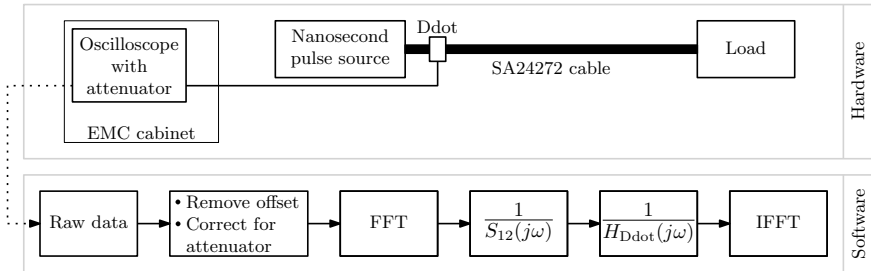 Oscilloscope
with
attenuator
EMC cabinet
Nanosecond
pulse source
Ddot
SA24272 cable
Load
Hardware
Raw data
• Remove offset
• Correct for
attenuator
FFT
1
S₁₂(jω)
1
H_Ddot(jω)
IFFT
Software